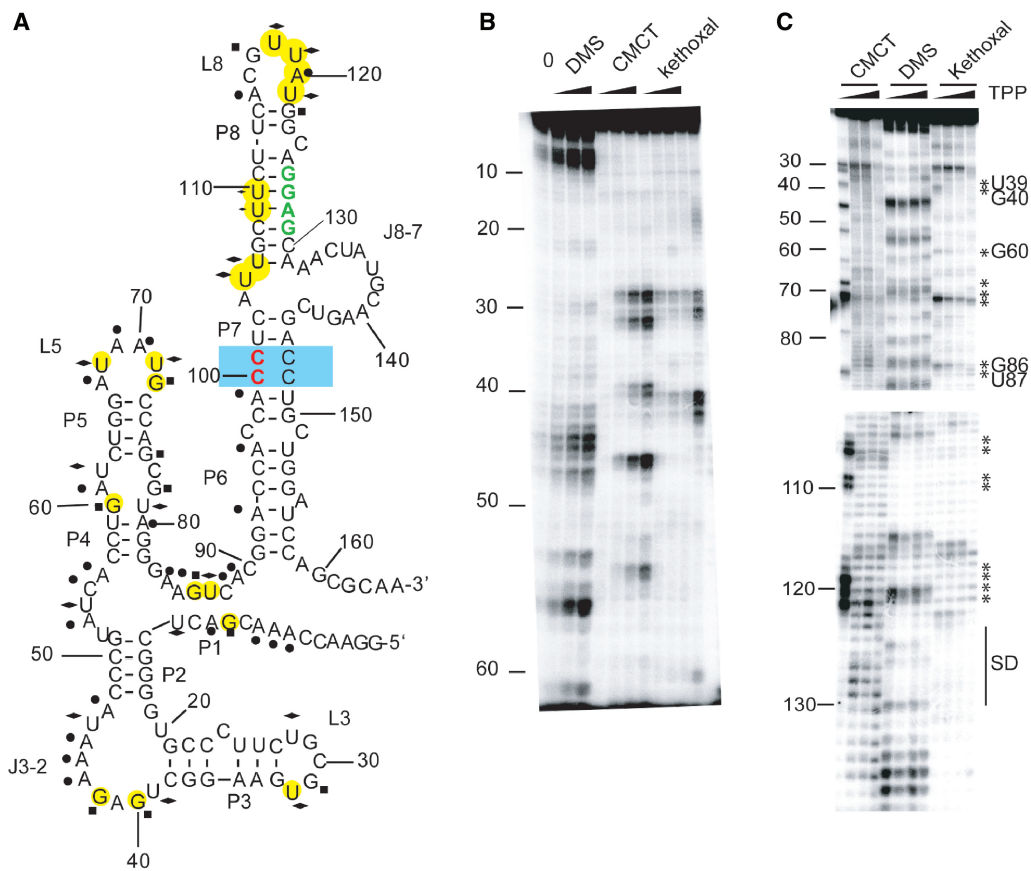 A
L8
G U U A U G
120
C A C U U U C U U C G U U A C U C C A C C A C C A G G
P8
G C A G G A G C A
110
130
A A C U A U G C A A G U C U
J8-7
140
P7
G A C C U G C U G G A U C C
100
150
P6
70
L5
U A A U G
P5
P4
60
80
90
160
AGCGCAA-3’
UCAGCAAACCAAGG-5‘
P1
50
P2
20
L3
30
J3-2
P3
40
B
0
DMS
CMCT
kethoxal
10
20
30
40
50
60
C
CMCT
DMS
Kethoxal
TPP
30
40
50
60
70
80
*U39
*G40
*G60
*
*
*
*G86
*U87
110
120
130
*
*
*
*
*
*
*
*
SD